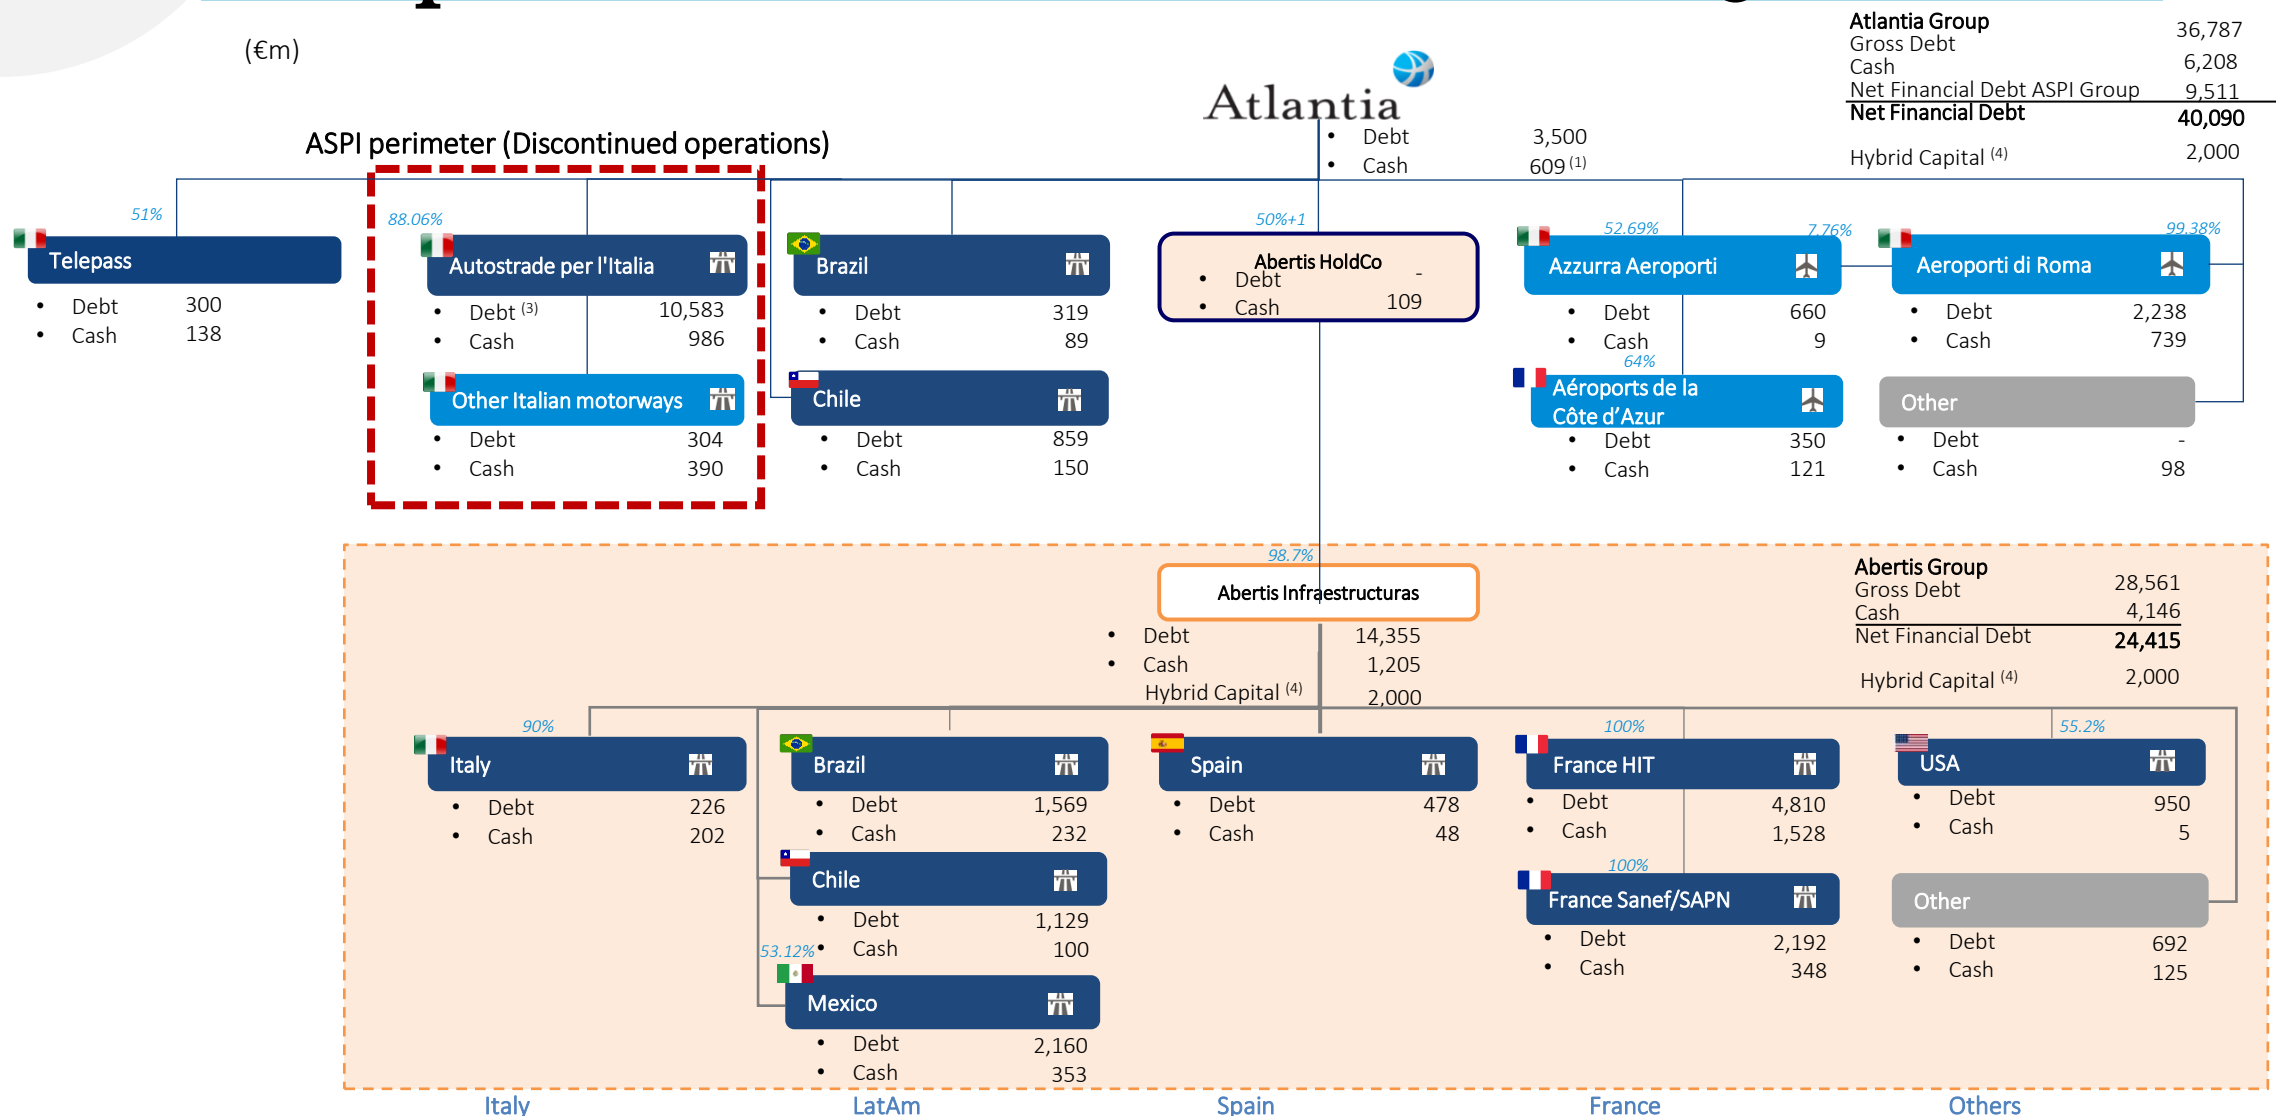 (€m)
Atlantia Group
Gross Debt 36,787
Cash 6,208
Net Financial Debt ASPI Group 9,511
Net Financial Debt 40,090
Hybrid Capital (4) 2,000
Atlantia
• Debt 3,500
• Cash 609 (1)
ASPI perimeter (Discontinued operations)
51%
Telepass
• Debt 300
• Cash 138
88.06%
Autostrade per l'Italia
• Debt (3) 10,583
• Cash 986
Other Italian motorways
• Debt 304
• Cash 390
Brazil
• Debt 319
• Cash 89
Chile
• Debt 859
• Cash 150
50%+1
Abertis HoldCo
• Debt -
• Cash 109
52.69%
Azzurra Aeroporti
• Debt 660
• Cash 9
64%
Aéroports de la
Côte d’Azur
• Debt 350
• Cash 121
7.76%
99.38%
Aeroporti di Roma
• Debt 2,238
• Cash 739
Other
• Debt -
• Cash 98
98.7%
Abertis Infraestructuras
• Debt 14,355
• Cash 1,205
Hybrid Capital (4) 2,000
Abertis Group
Gross Debt 28,561
Cash 4,146
Net Financial Debt 24,415
Hybrid Capital (4) 2,000
90%
Italy
• Debt 226
• Cash 202
Brazil
• Debt 1,569
• Cash 232
Chile
• Debt 1,129
• Cash 100
53.12%
Mexico
• Debt 2,160
• Cash 353
Spain
• Debt 478
• Cash 48
100%
France HIT
• Debt 4,810
• Cash 1,528
100%
France Sanef/SAPN
• Debt 2,192
• Cash 348
55.2%
USA
• Debt 950
• Cash 5
Other
• Debt 692
• Cash 125
Italy LatAm Spain France Others